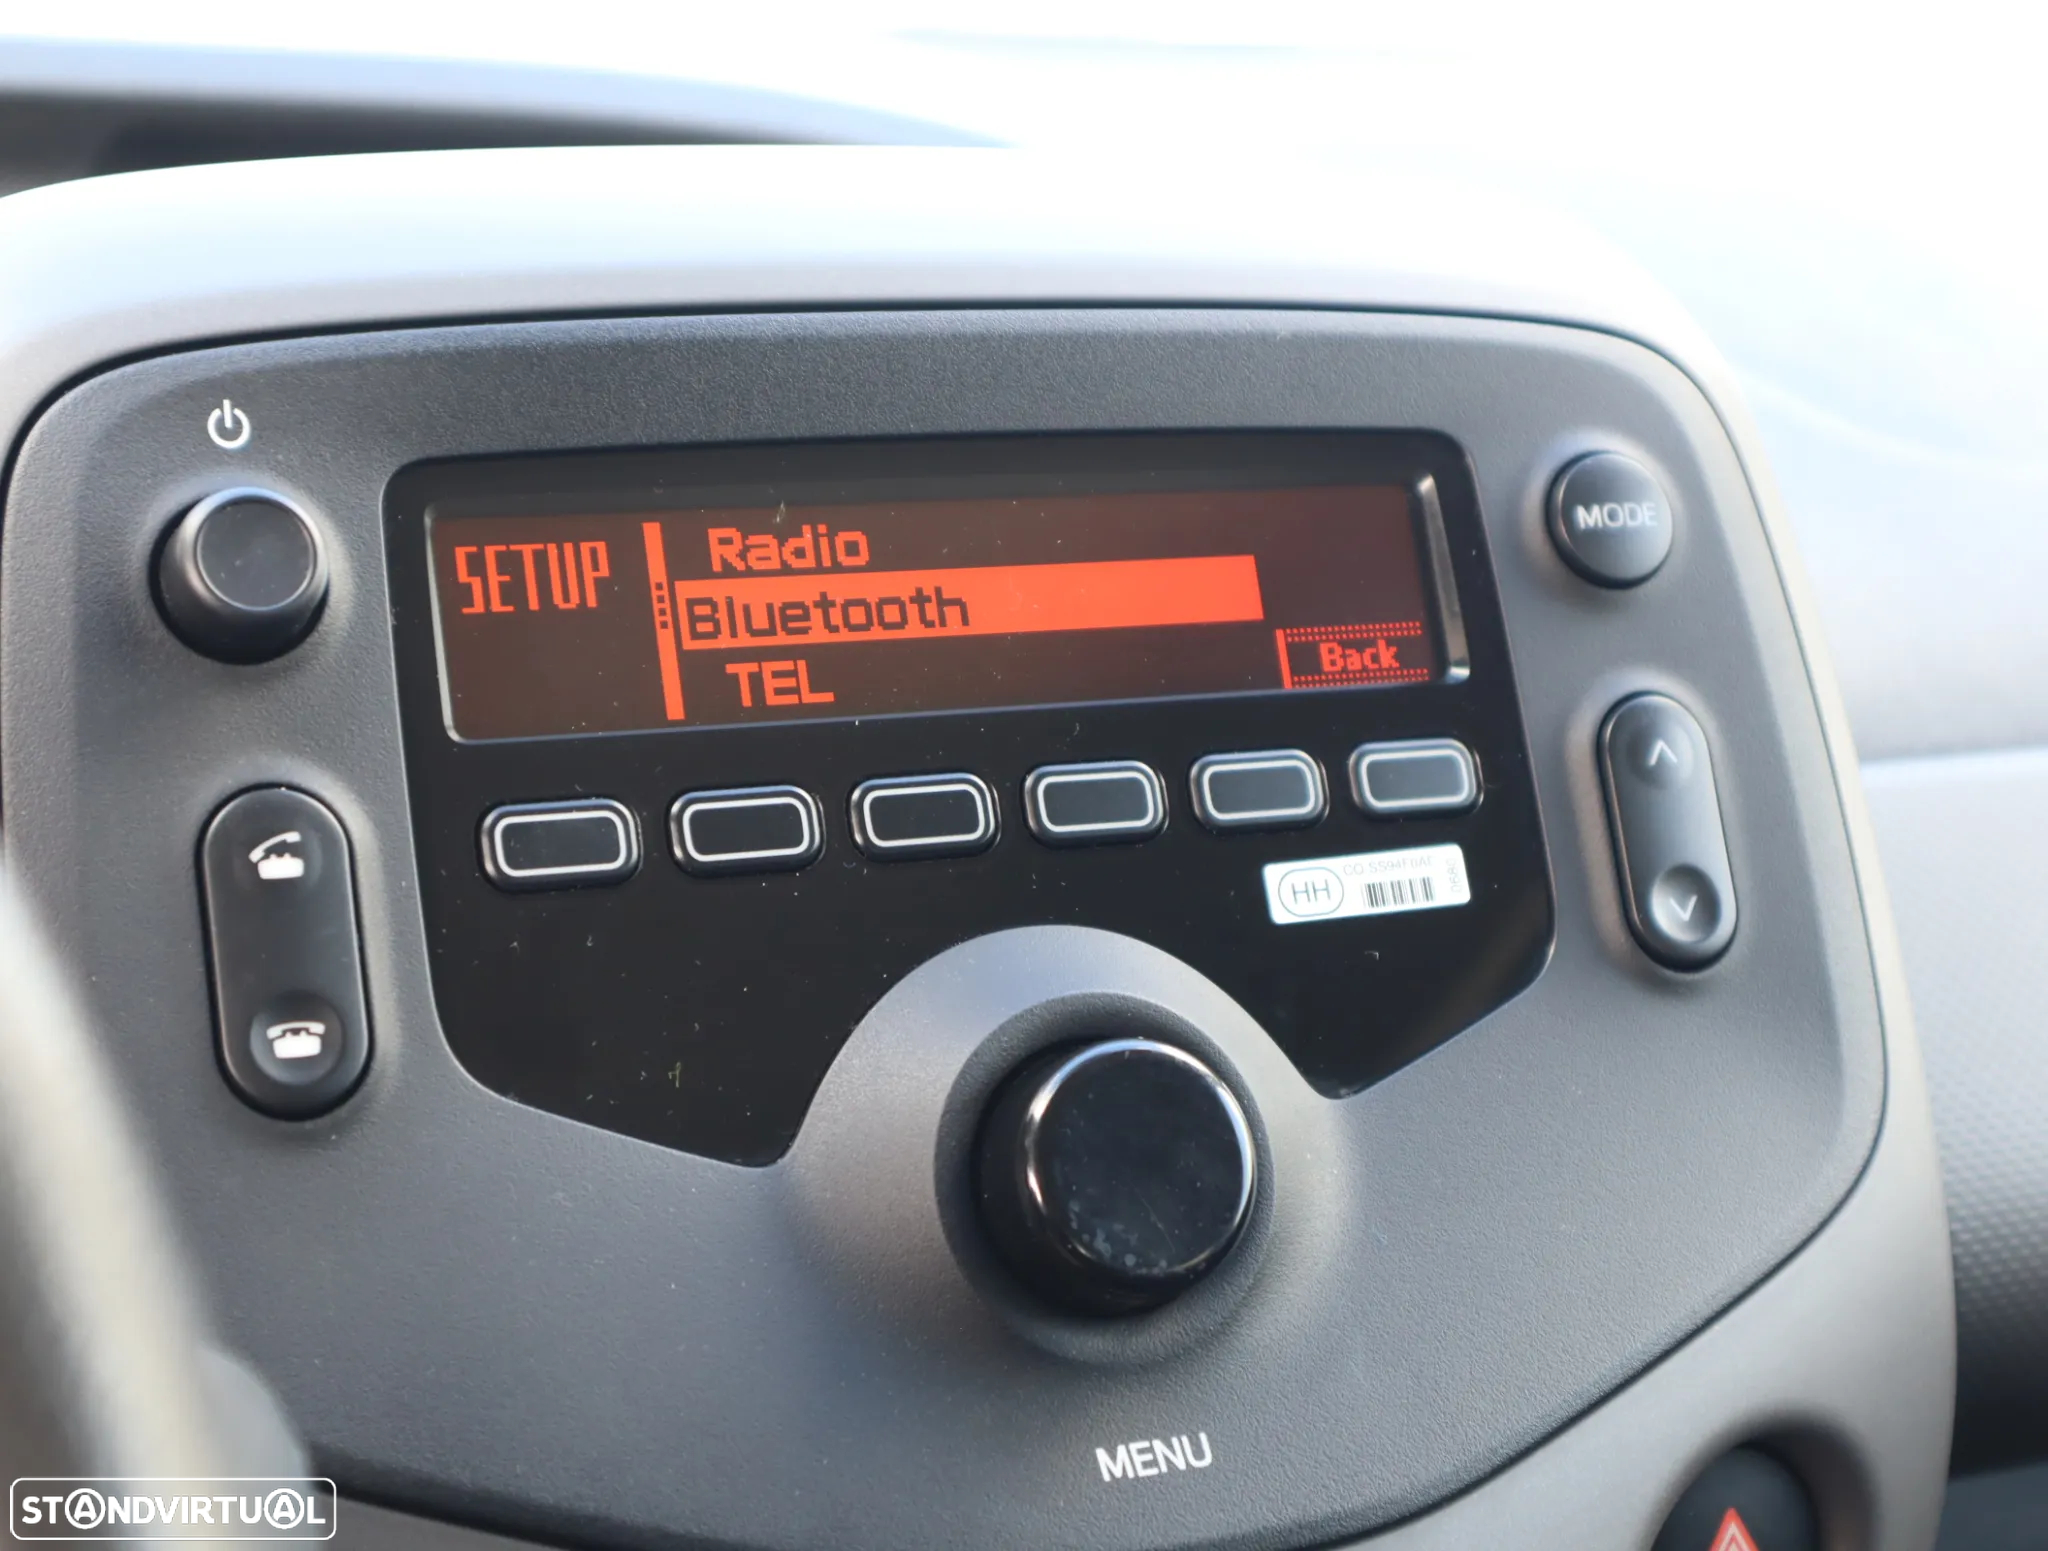 SETUP
Radio
Bluetooth
TEL
Back
MODE
HH
MENU
STANDVIRTUAL